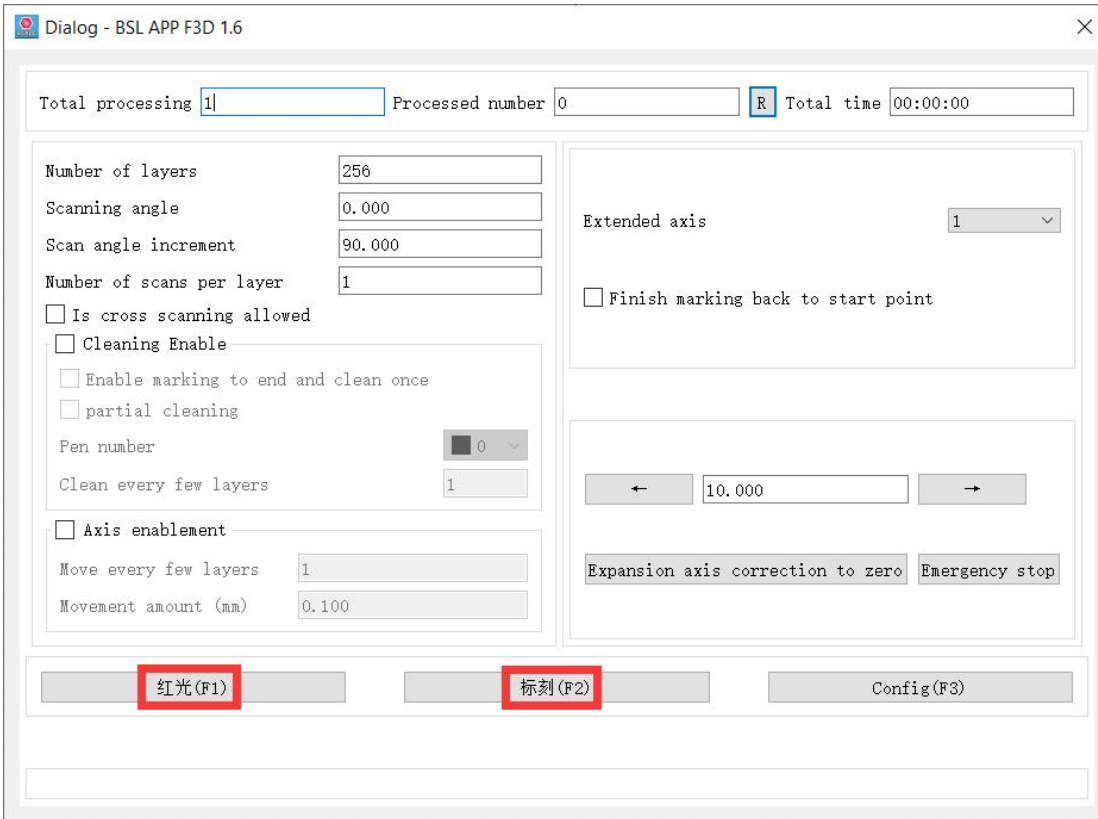 Dialog - BSL APP F3D 1.6
Total processing 1 Processed number 0 R Total time 00:00:00
Number of layers 256
Scanning angle 0.000
Scan angle increment 90.000
Number of scans per layer 1
Is cross scanning allowed
Cleaning Enable
Enable marking to end and clean once
partial cleaning
Pen number 0
Clean every few layers 1
Axis enablement
Move every few layers 1
Movement amount (mm) 0.100
Extended axis 1
Finish marking back to start point
← 10.000 →
Expansion axis correction to zero Emergency stop
红光(F1) 标刻(F2) Config(F3)